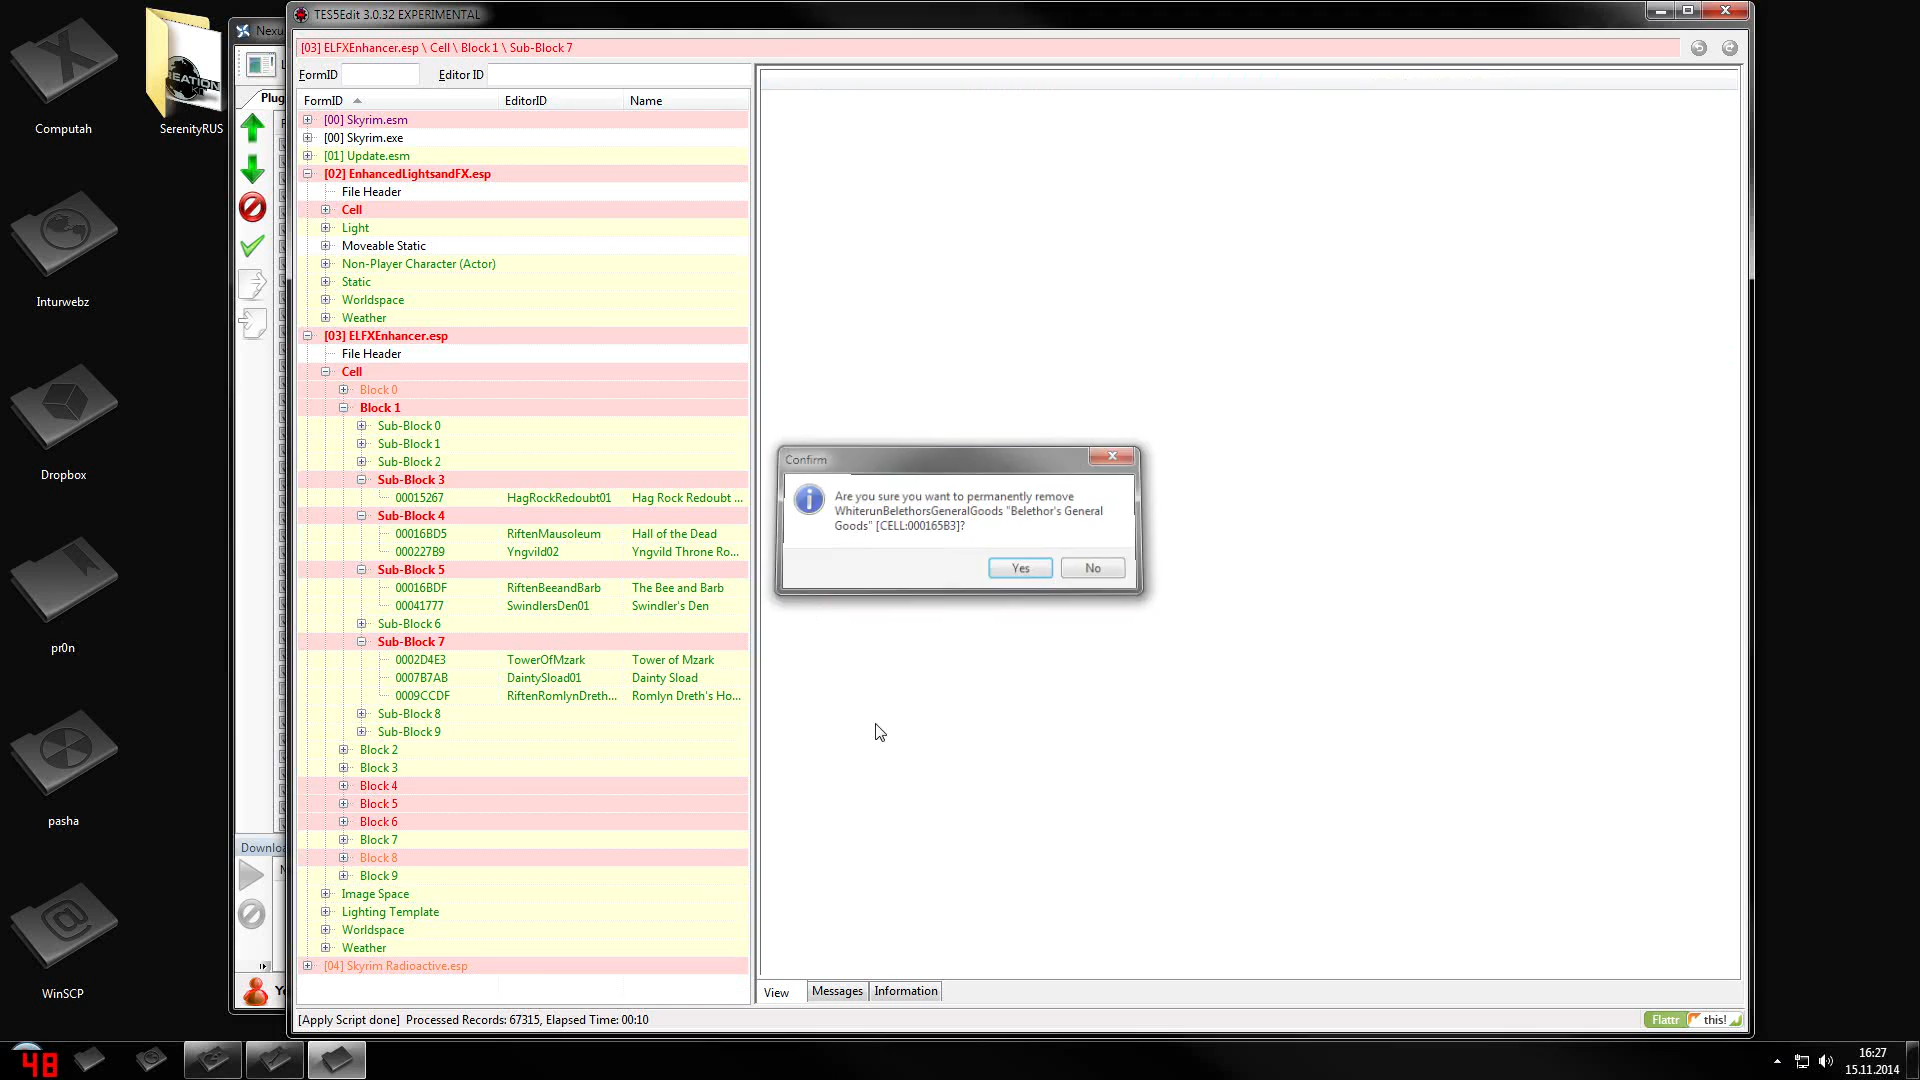 Computah
SerenityRUS
Inturwebz
Dropbox
pr0n
pasha
WinSCP
Nexu
Plug
Downloa
TES5Edit 3.0.32 EXPERIMENTAL
[03] ELFXEnhancer.esp \ Cell \ Block 1 \ Sub-Block 7
FormID Editor ID
FormID EditorID Name
[00] Skyrim.esm
[00] Skyrim.exe
[01] Update.esm
[02] EnhancedLightsandFX.esp
File Header
Cell
Light
Moveable Static
Non-Player Character (Actor)
Static
Worldspace
Weather
[03] ELFXEnhancer.esp
File Header
Cell
Block 0
Block 1
Sub-Block 0
Sub-Block 1
Sub-Block 2
Sub-Block 3
00015267 HagRockRedoubt01 Hag Rock Redoubt ...
Sub-Block 4
00016BD5 RiftenMausoleum Hall of the Dead
000227B9 Yngvild02 Yngvild Throne Ro...
Sub-Block 5
00016BDF RiftenBeeandBarb The Bee and Barb
00041777 SwindlersDen01 Swindler's Den
Sub-Block 6
Sub-Block 7
0002D4E3 TowerOfMzark Tower of Mzark
0007B7AB DaintySload01 Dainty Sload
0009CCDF RiftenRomlynDreth... Romlyn Dreth's Ho...
Sub-Block 8
Sub-Block 9
Block 2
Block 3
Block 4
Block 5
Block 6
Block 7
Block 8
Block 9
Image Space
Lighting Template
Worldspace
Weather
[04] Skyrim Radioactive.esp
Confirm
Are you sure you want to permanently remove
WhiterunBelethorsGeneralGoods "Belethor's General
Goods" [CELL:000165B3]?
Yes No
View Messages Information
[Apply Script done] Processed Records: 67315, Elapsed Time: 00:10
Flattr this!
48
16:27
15.11.2014